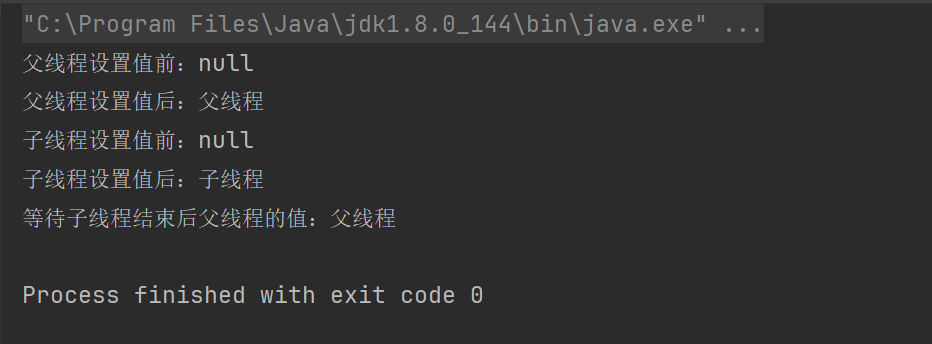 "C:\Program Files\Java\jdk1.8.0_144\bin\java.exe" ...
父线程设置值前：null
父线程设置值后：父线程
子线程设置值前：null
子线程设置值后：子线程
等待子线程结束后父线程的值：父线程
Process finished with exit code 0